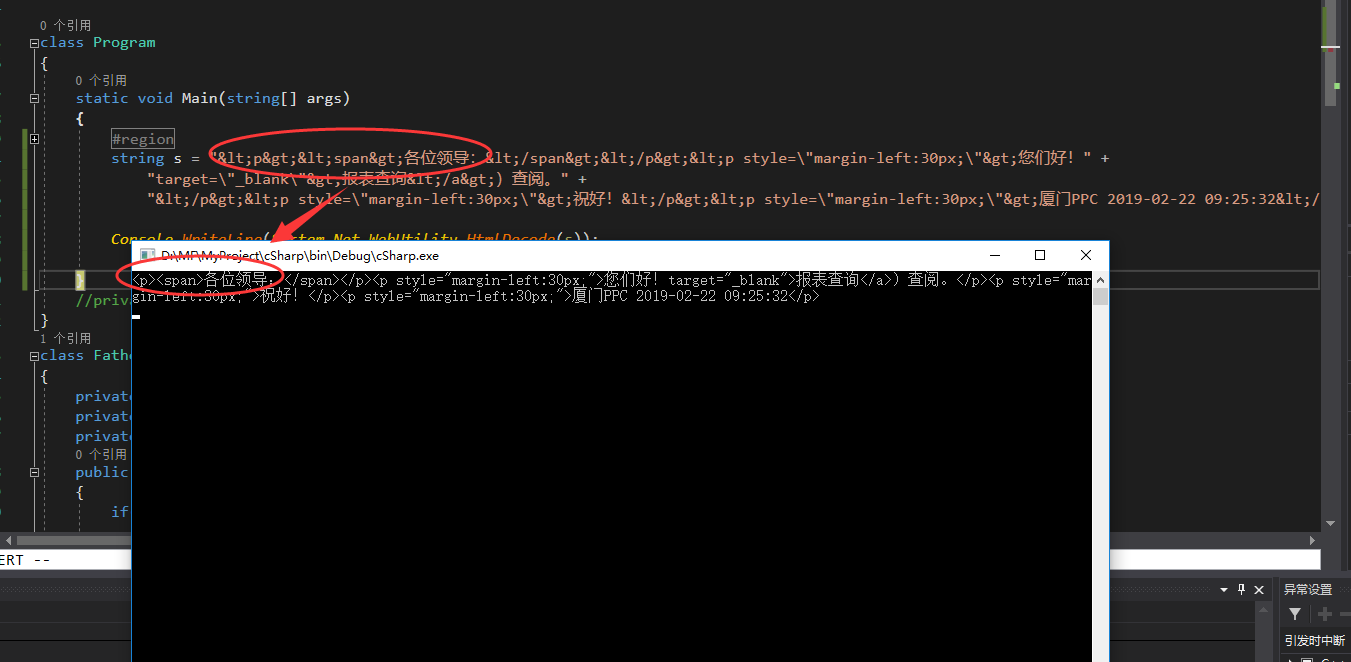 0 个引用
class Program
{
0 个引用
static void Main(string[] args)
{
#region
string s = "&lt;p&gt;&lt;span&gt;各位领导：&lt;/span&gt;&lt;/p&gt;&lt;p style=\"margin-left:30px;\"&gt;您们好！" +
"target=\"_blank\"&gt;报表查询&lt;/a&gt;）查阅。" +
"&lt;/p&gt;&lt;p style=\"margin-left:30px;\"&gt;祝好！&lt;/p&gt;&lt;p style=\"margin-left:30px;\"&gt;厦门PPC 2019-02-22 09:25:32&lt;/
Console.WriteLine(System.Net.WebUtility.HtmlDecode(s));
D:\MP\MyProject\cSharp\bin\Debug\cSharp.exe
<p><span>各位领导：</span></p><p style="margin-left:30px;">您们好！target="_blank">报表查询</a>）查阅。</p><p style="mar
gin-left:30px;">祝好！</p><p style="margin-left:30px;">厦门PPC 2019-02-22 09:25:32</p>
}
//priv
}
1 个引用
class Fathe
{
private
private
private
0 个引用
public
{
if
ERT --
异常设置
引发时中断